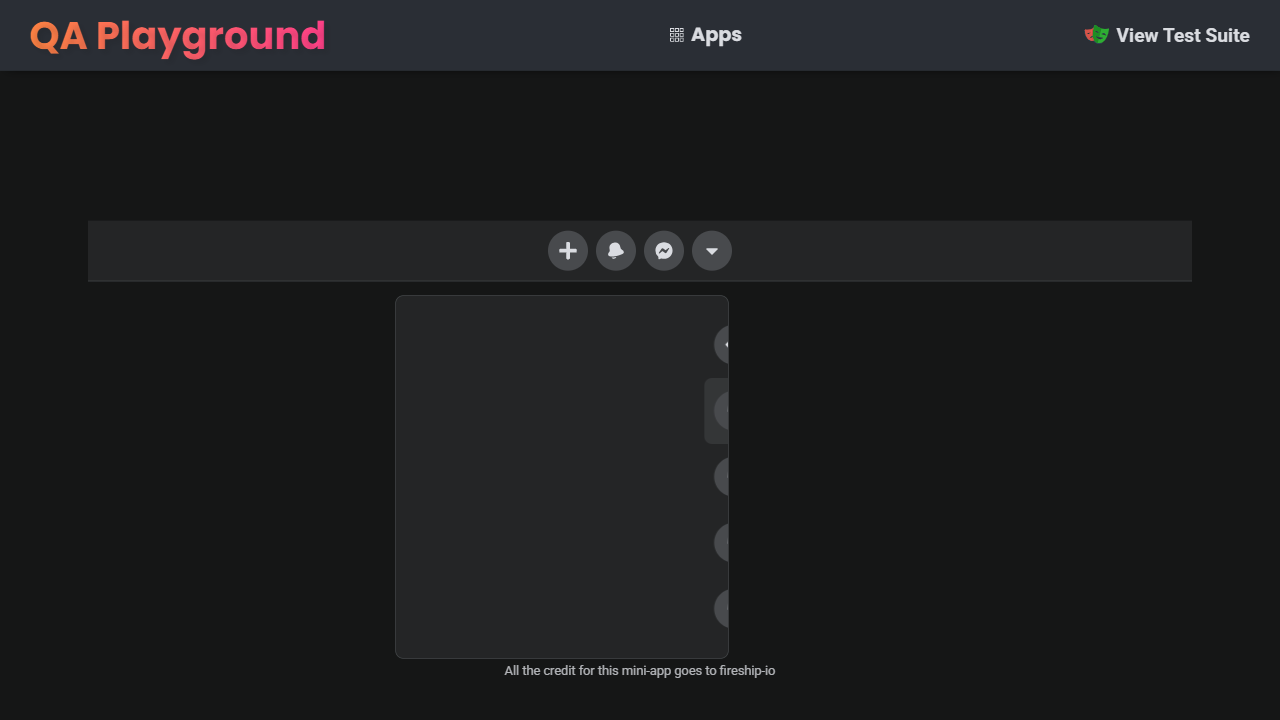 QA Playground
Apps
View Test Suite
All the credit for this mini-app goes to fireship-io